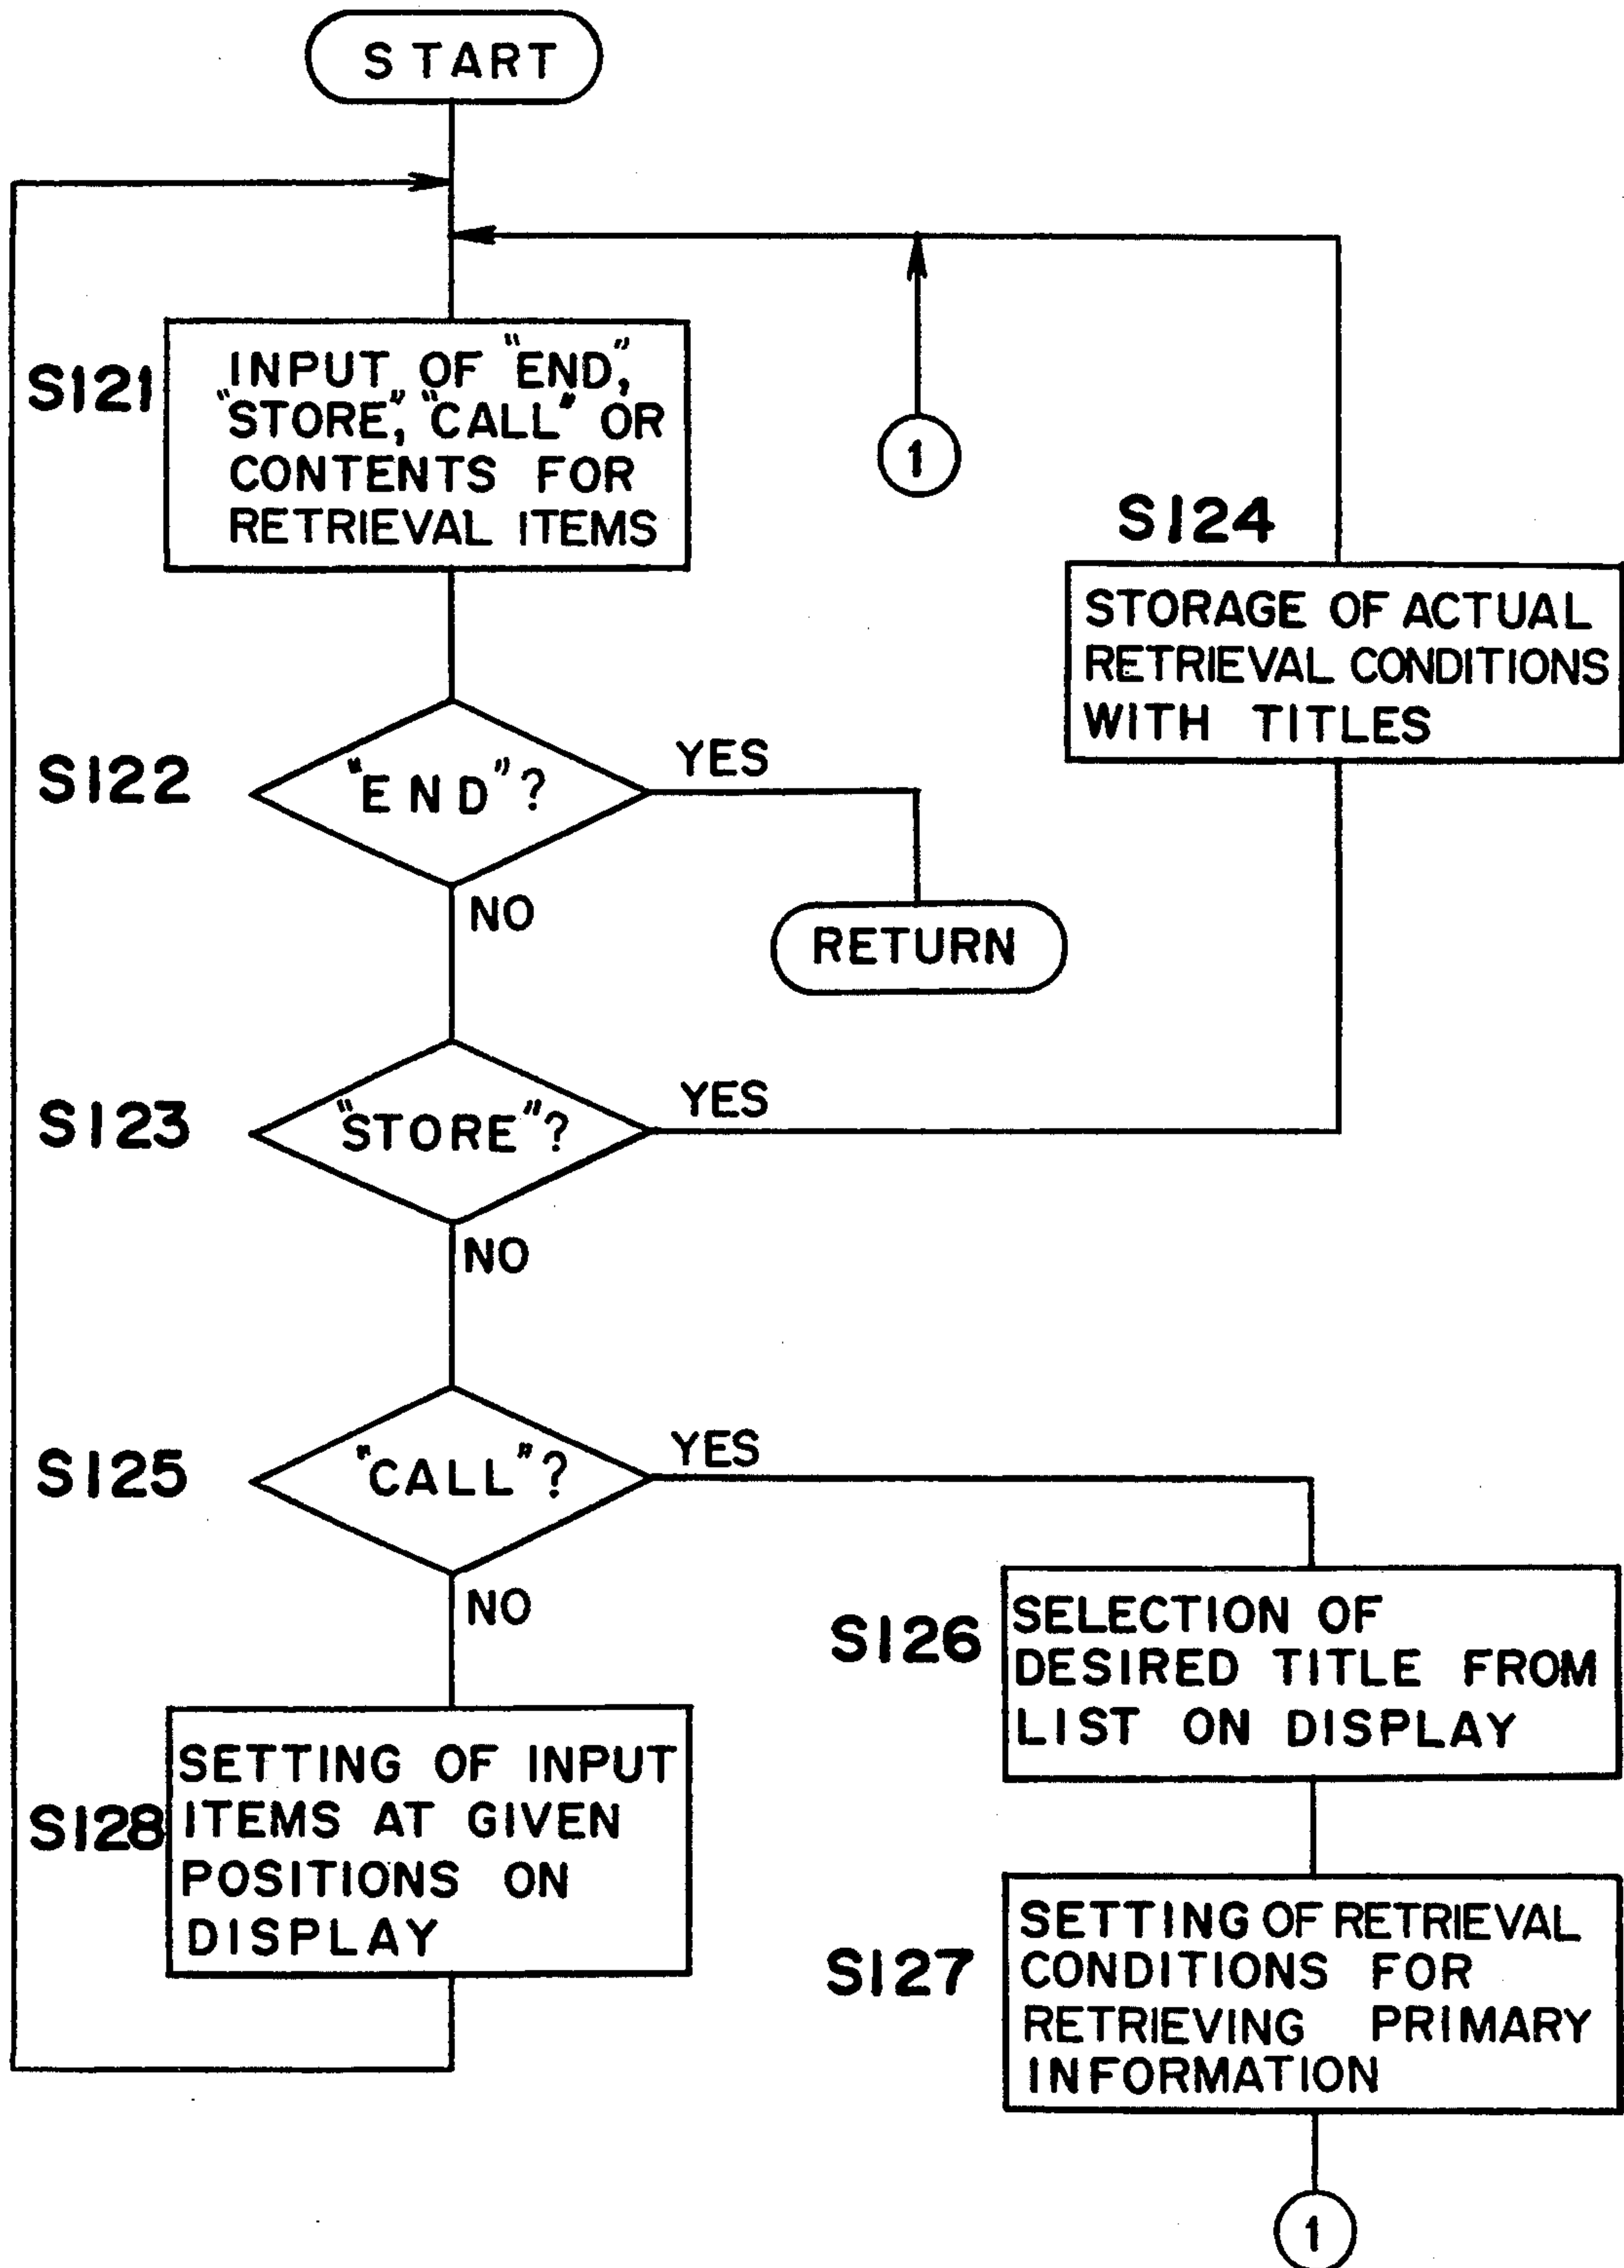 START
S121
INPUT OF "END",
"STORE", "CALL" OR
CONTENTS FOR
RETRIEVAL ITEMS
1
S124
STORAGE OF ACTUAL
RETRIEVAL CONDITIONS
WITH TITLES
S122
"END"?
YES
NO
RETURN
S123
"STORE"?
YES
NO
S125
"CALL"?
YES
NO
S126
SELECTION OF
DESIRED TITLE FROM
LIST ON DISPLAY
S128
SETTING OF INPUT
ITEMS AT GIVEN
POSITIONS ON
DISPLAY
S127
SETTING OF RETRIEVAL
CONDITIONS FOR
RETRIEVING PRIMARY
INFORMATION
1